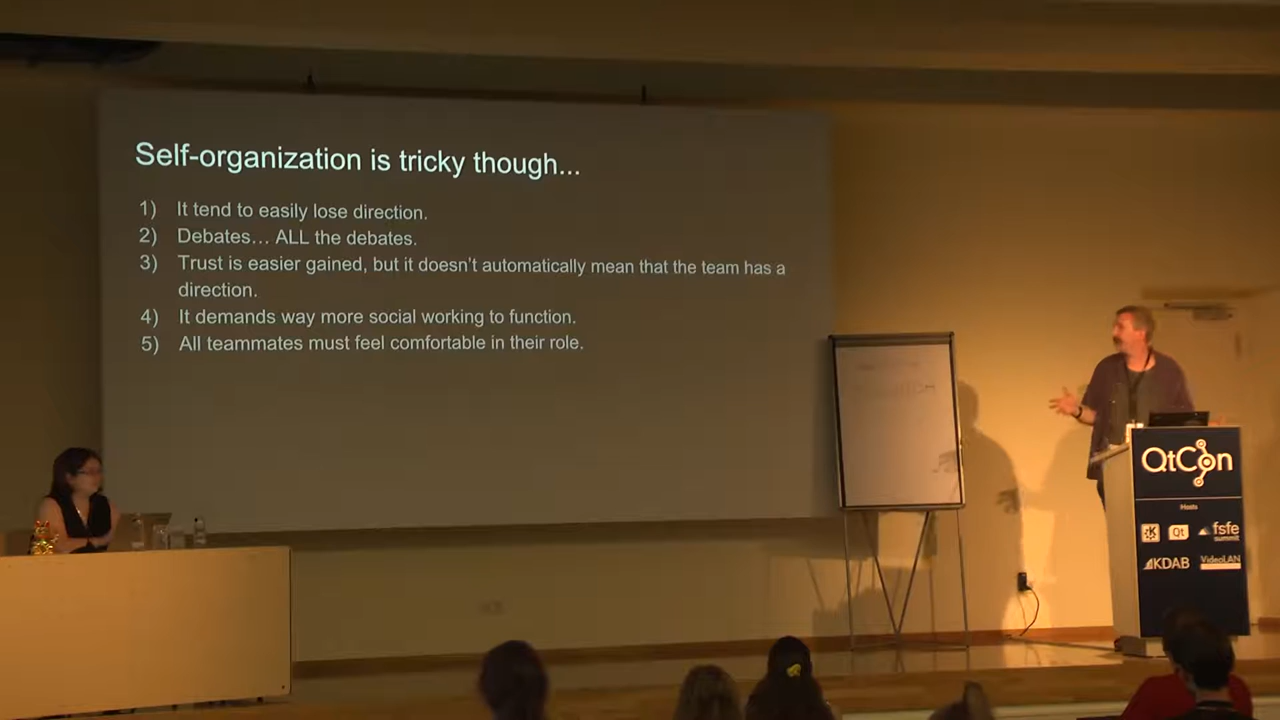 Self-organization is tricky though...
1) It tend to easily lose direction.
2) Debates... ALL the debates.
3) Trust is easier gained, but it doesn't automatically mean that the team has a
direction.
4) It demands way more social working to function.
5) All teammates must feel comfortable in their role.
QtCon
Hosts
Qt
fsfe
summit
KDAB
VideoLAN